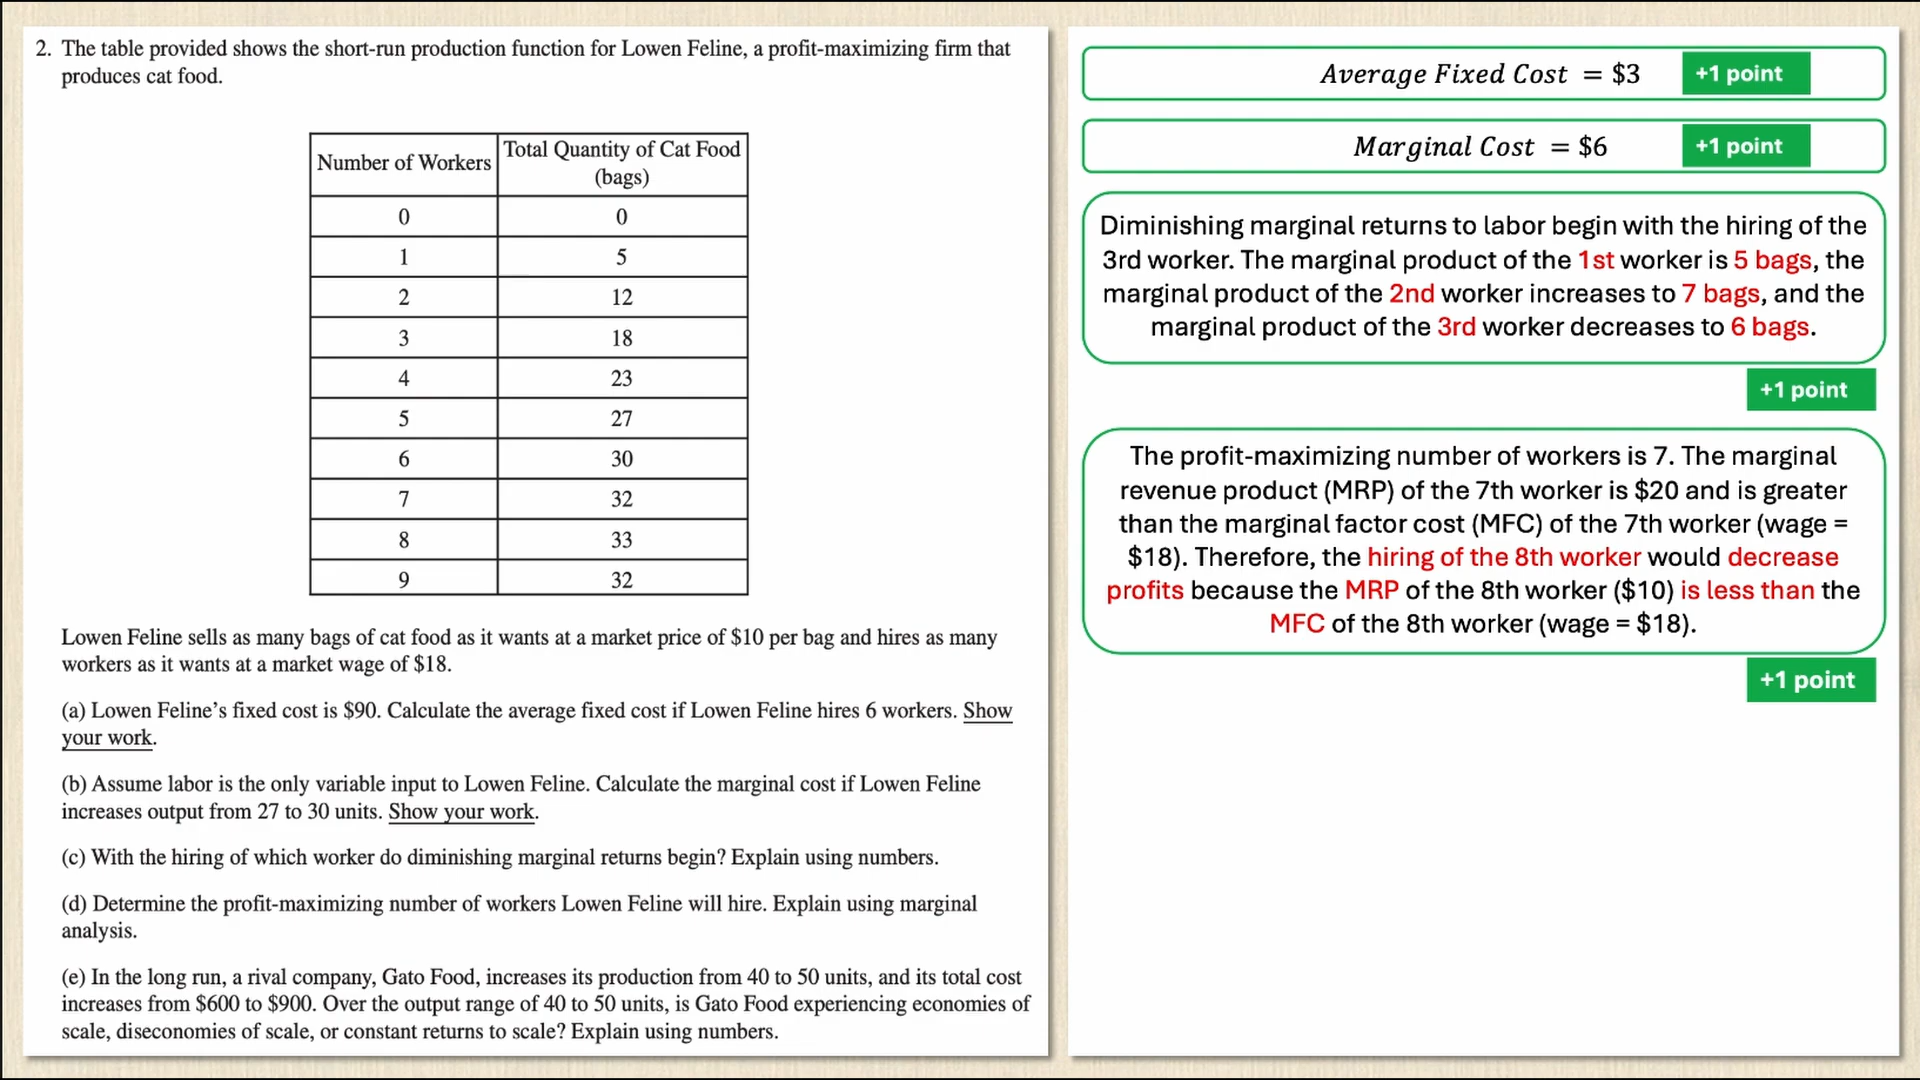 2. The table provided shows the short-run production function for Lowen Feline, a profit-maximizing firm that
produces cat food.
Number of Workers Total Quantity of Cat Food (bags)
0 0
1 5
2 12
3 18
4 23
5 27
6 30
7 32
8 33
9 32
Lowen Feline sells as many bags of cat food as it wants at a market price of $10 per bag and hires as many
workers as it wants at a market wage of $18.
(a) Lowen Feline’s fixed cost is $90. Calculate the average fixed cost if Lowen Feline hires 6 workers. Show
your work.
(b) Assume labor is the only variable input to Lowen Feline. Calculate the marginal cost if Lowen Feline
increases output from 27 to 30 units. Show your work.
(c) With the hiring of which worker do diminishing marginal returns begin? Explain using numbers.
(d) Determine the profit-maximizing number of workers Lowen Feline will hire. Explain using marginal
analysis.
(e) In the long run, a rival company, Gato Food, increases its production from 40 to 50 units, and its total cost
increases from $600 to $900. Over the output range of 40 to 50 units, is Gato Food experiencing economies of
scale, diseconomies of scale, or constant returns to scale? Explain using numbers.
Average Fixed Cost = $3 +1 point
Marginal Cost = $6 +1 point
Diminishing marginal returns to labor begin with the hiring of the
3rd worker. The marginal product of the 1st worker is 5 bags, the
marginal product of the 2nd worker increases to 7 bags, and the
marginal product of the 3rd worker decreases to 6 bags.
+1 point
The profit-maximizing number of workers is 7. The marginal
revenue product (MRP) of the 7th worker is $20 and is greater
than the marginal factor cost (MFC) of the 7th worker (wage =
$18). Therefore, the hiring of the 8th worker would decrease
profits because the MRP of the 8th worker ($10) is less than the
MFC of the 8th worker (wage = $18).
+1 point